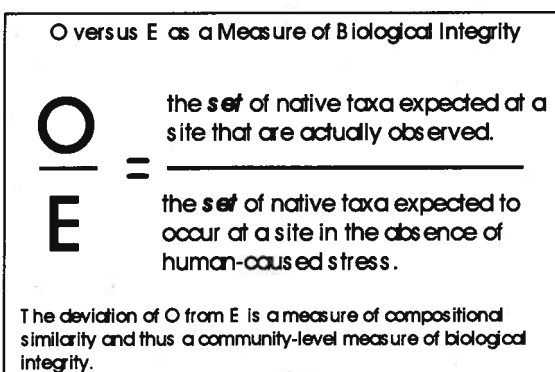 O versus E as a Measure of Biological Integrity
the set of native taxa expected at a
site that are actually observed.
O
=
E
the set of native taxa expected to
occur at a site in the absence of
human-caused stress.
The deviation of O from E is a measure of compositional
similarity and thus a community-level measure of biological
integrity.